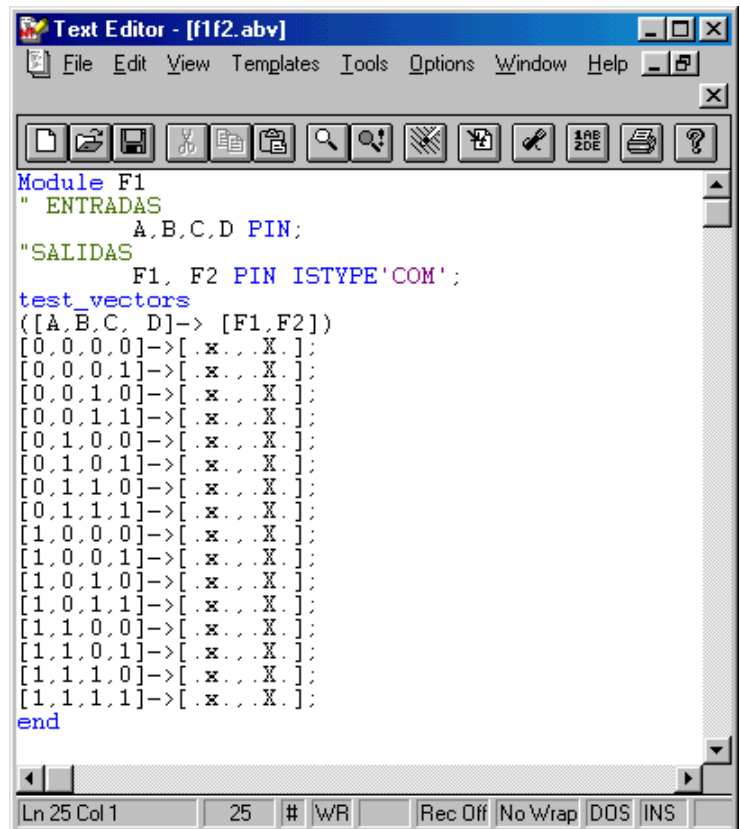 Text Editor - [f1f2.abv]
File Edit View Templates Tools Options Window Help
Module F1
" ENTRADAS
A,B,C,D PIN;
"SALIDAS
F1, F2 PIN ISTYPE'COM';
test_vectors
([A,B,C, D]-> [F1,F2])
[0,0,0,0]->[.x.,.X.];
[0,0,0,1]->[.x.,.X.];
[0,0,1,0]->[.x.,.X.];
[0,0,1,1]->[.x.,.X.];
[0,1,0,0]->[.x.,.X.];
[0,1,0,1]->[.x.,.X.];
[0,1,1,0]->[.x.,.X.];
[0,1,1,1]->[.x.,.X.];
[1,0,0,0]->[.x.,.X.];
[1,0,0,1]->[.x.,.X.];
[1,0,1,0]->[.x.,.X.];
[1,0,1,1]->[.x.,.X.];
[1,1,0,0]->[.x.,.X.];
[1,1,0,1]->[.x.,.X.];
[1,1,1,0]->[.x.,.X.];
[1,1,1,1]->[.x.,.X.];
end
Ln 25 Col 1 25 # WR Rec Off No Wrap DOS INS